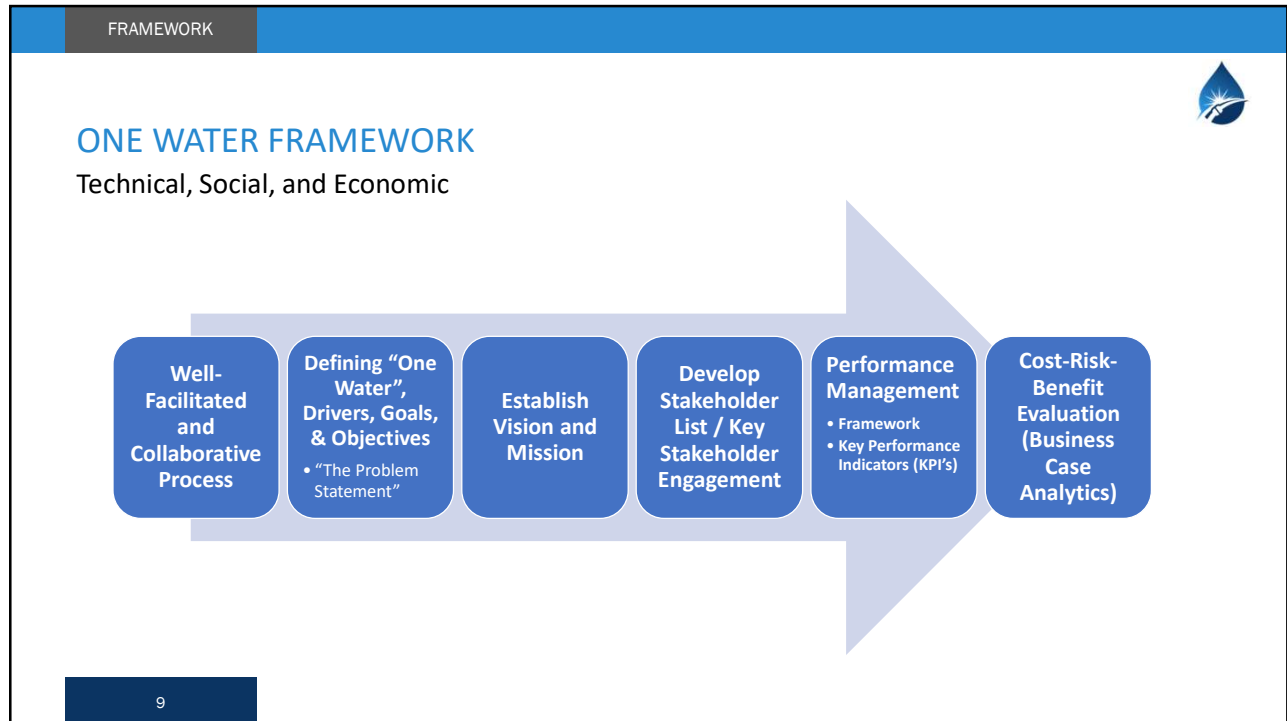 FRAMEWORK
ONE WATER FRAMEWORK
Technical, Social, and Economic
Well-
Facilitated
and
Collaborative
Process
Defining “One
Water”,
Drivers, Goals,
& Objectives
• “The Problem
Statement”
Establish
Vision and
Mission
Develop
Stakeholder
List / Key
Stakeholder
Engagement
Performance
Management
• Framework
• Key Performance
Indicators (KPI’s)
Cost-Risk-
Benefit
Evaluation
(Business
Case
Analytics)
9